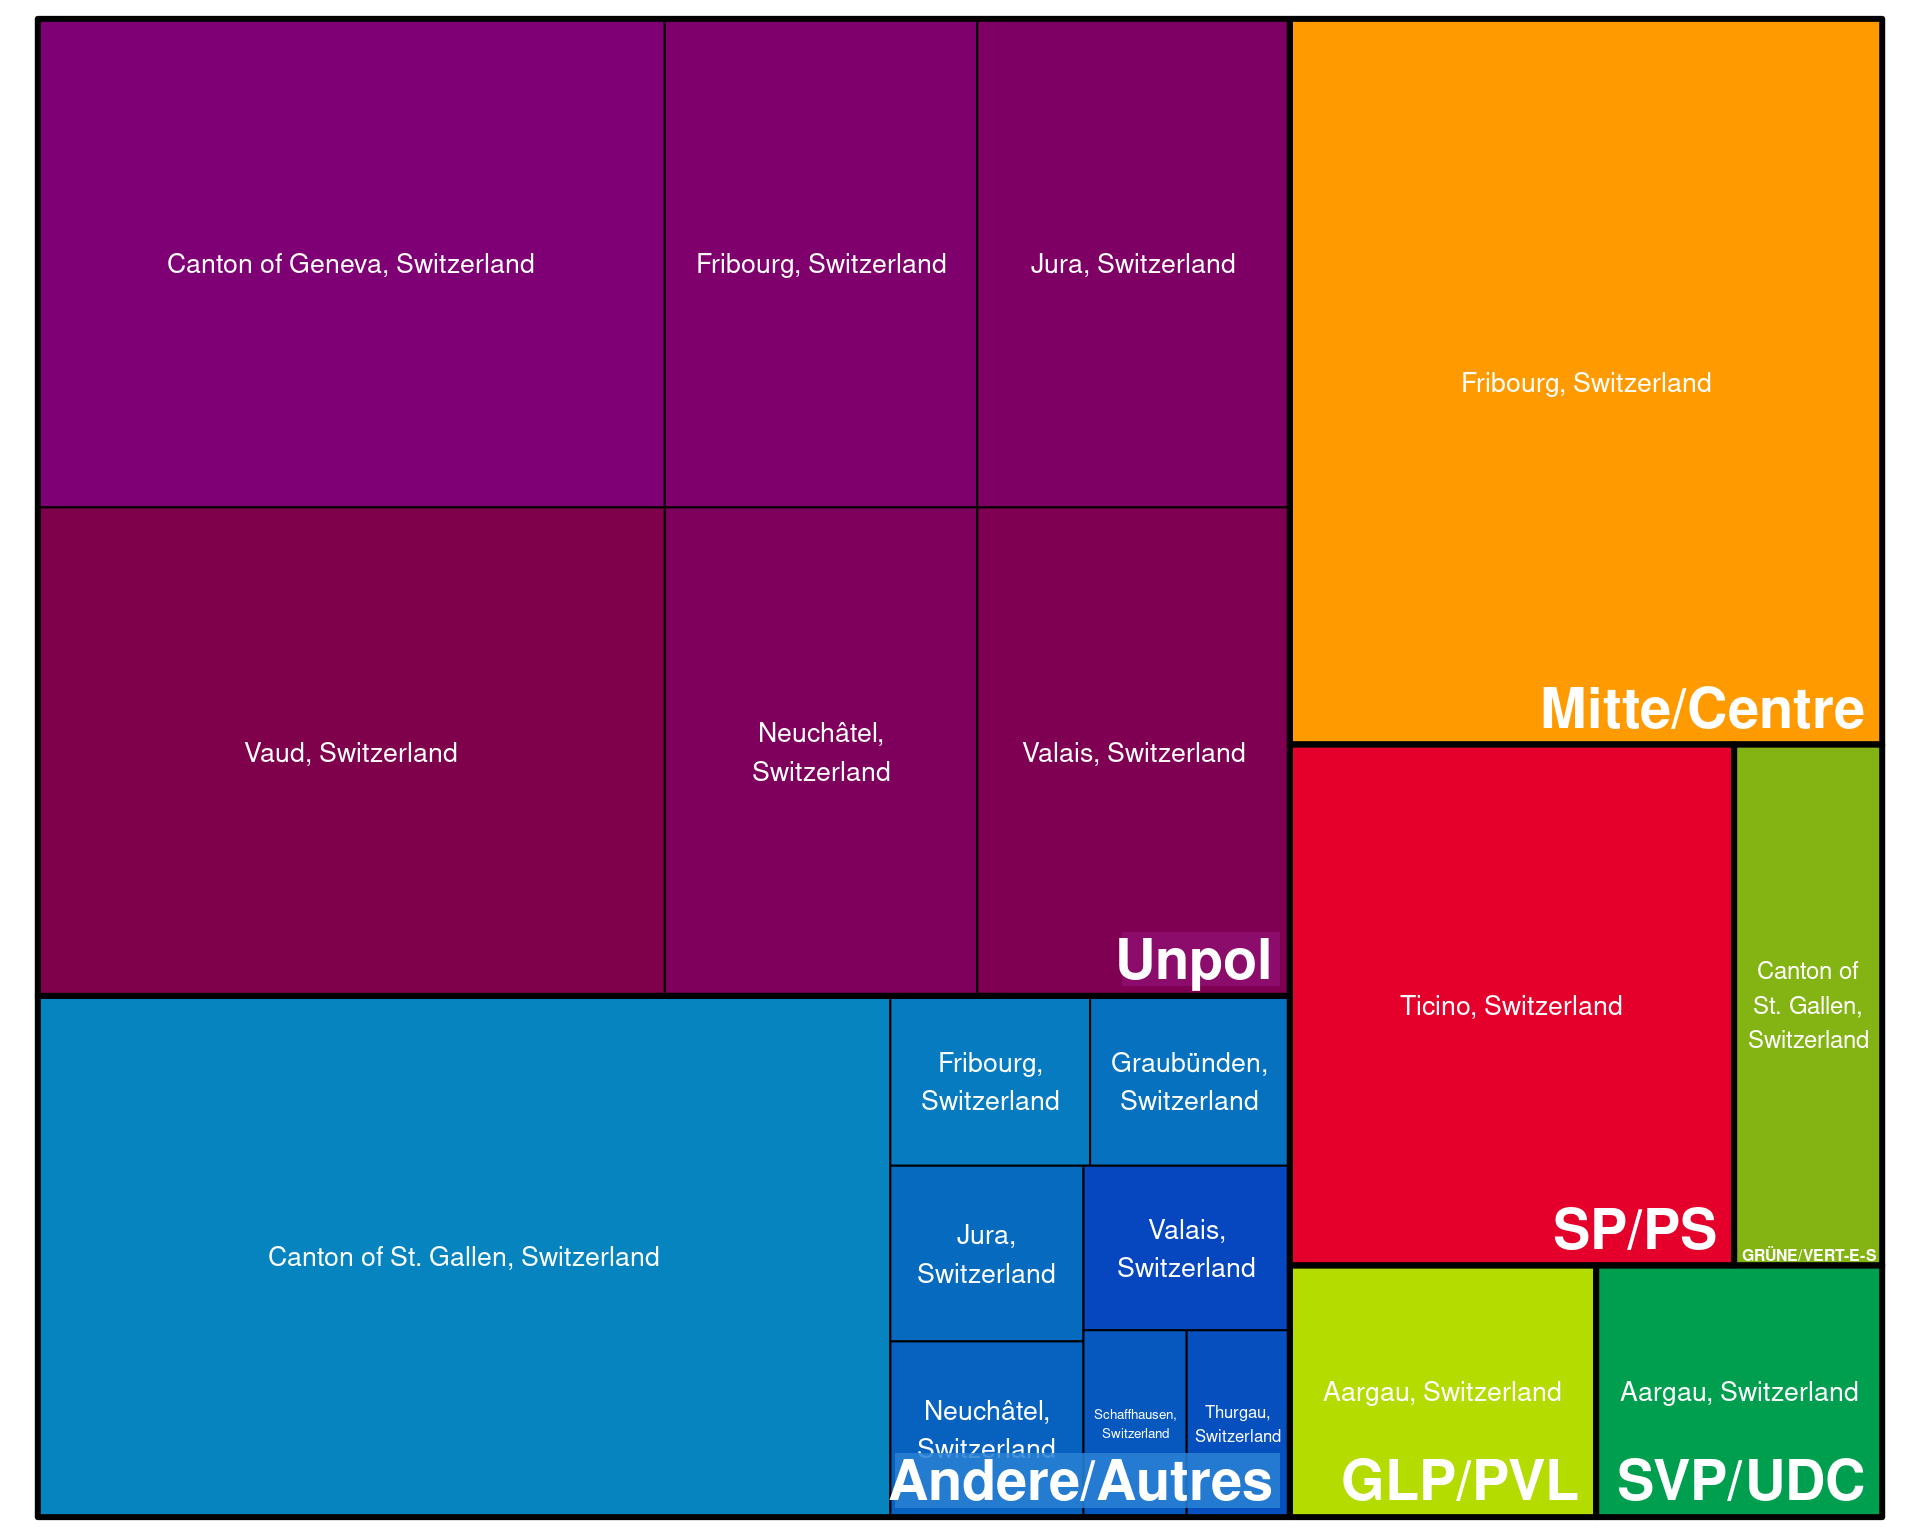 Canton of Geneva, Switzerland
Fribourg, Switzerland
Jura, Switzerland
Vaud, Switzerland
Neuchâtel,
Switzerland
Valais, Switzerland
Unpol
Canton of St. Gallen, Switzerland
Fribourg,
Switzerland
Graubünden,
Switzerland
Jura,
Switzerland
Valais,
Switzerland
Neuchâtel,
Switzerland
Schaffhausen,
Switzerland
Thurgau,
Switzerland
Andere/Autres
Fribourg, Switzerland
Mitte/Centre
Ticino, Switzerland
SP/PS
Canton of
St. Gallen,
Switzerland
GRÜNE/VERT-E-S
Aargau, Switzerland
GLP/PVL
Aargau, Switzerland
SVP/UDC